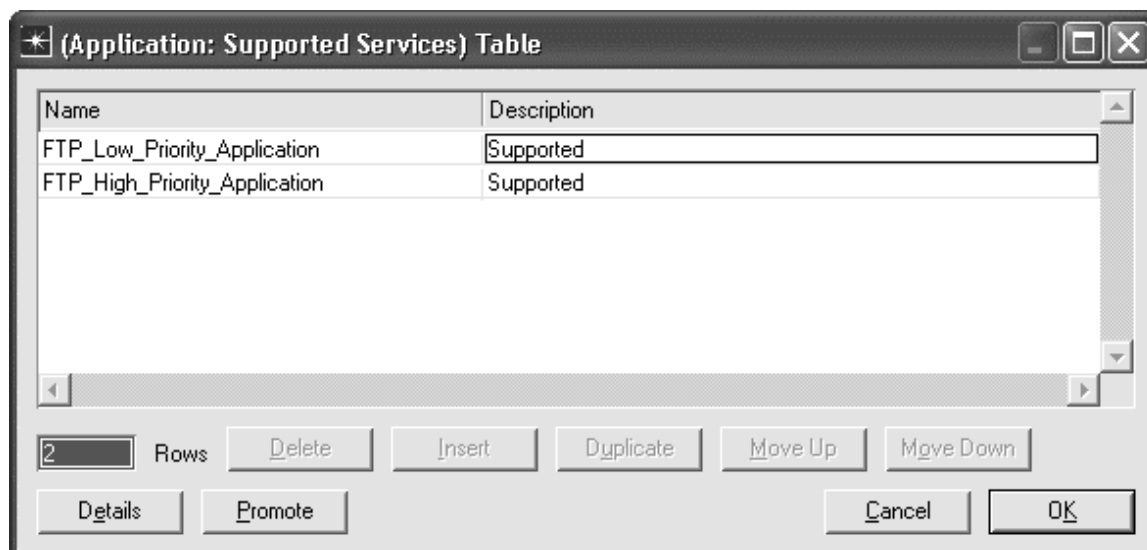 (Application: Supported Services) Table
Name Description
FTP_Low_Priority_Application Supported
FTP_High_Priority_Application Supported
2 Rows Delete Insert Duplicate Move Up Move Down
Details Promote Cancel OK